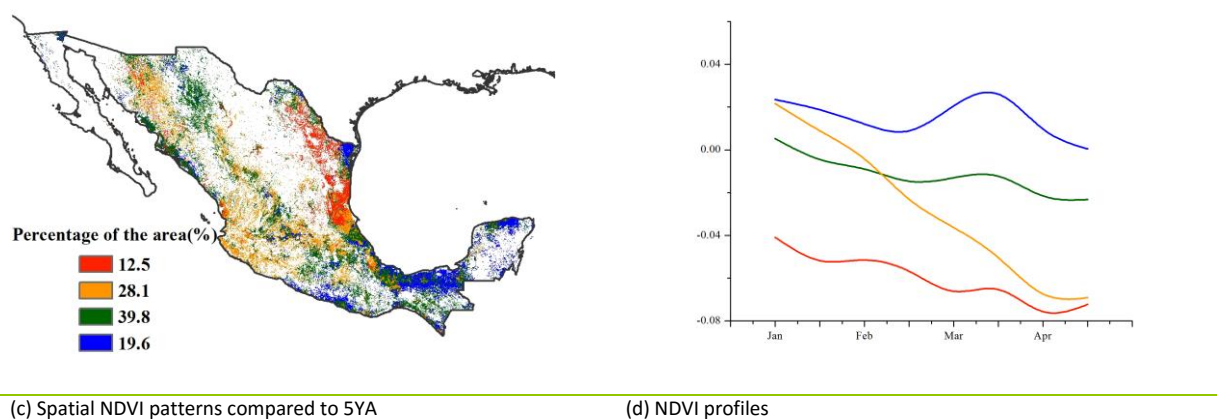 Percentage of the area(%)
12.5
28.1
39.8
19.6
0.04
0.00
-0.04
-0.08
Jan Feb Mar Apr
(c) Spatial NDVI patterns compared to 5YA (d) NDVI profiles